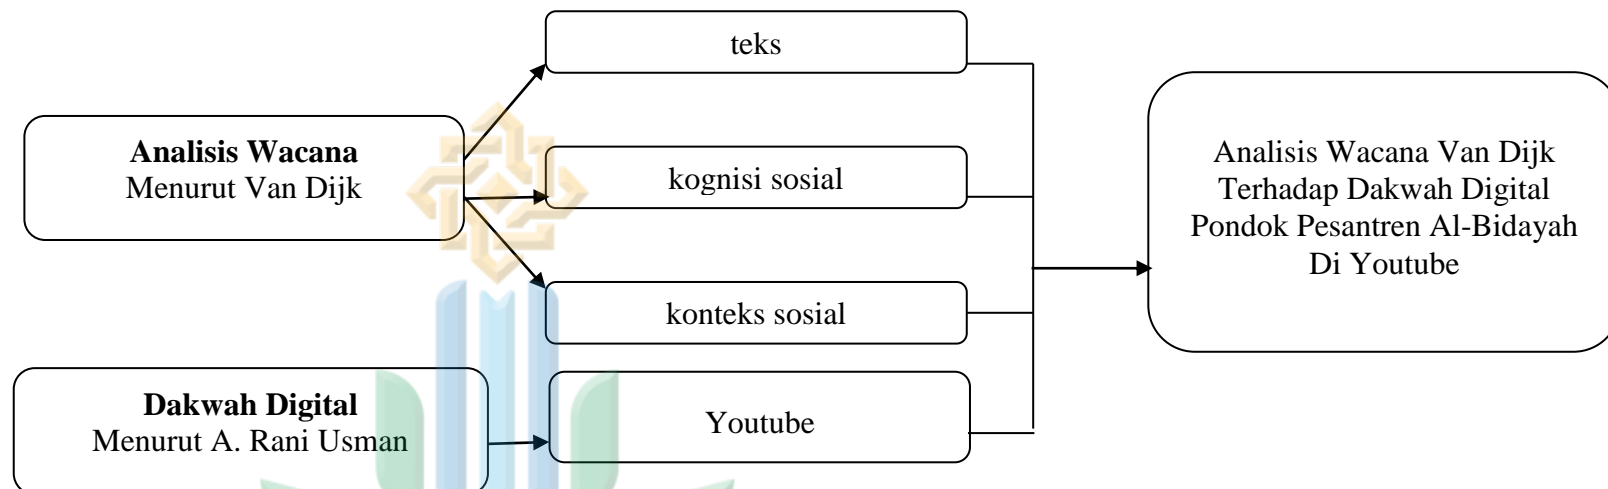 teks
Analisis Wacana
Menurut Van Dijk
kognisi sosial
konteks sosial
Dakwah Digital
Menurut A. Rani Usman
Youtube
Analisis Wacana Van Dijk
Terhadap Dakwah Digital
Pondok Pesantren Al-Bidayah
Di Youtube